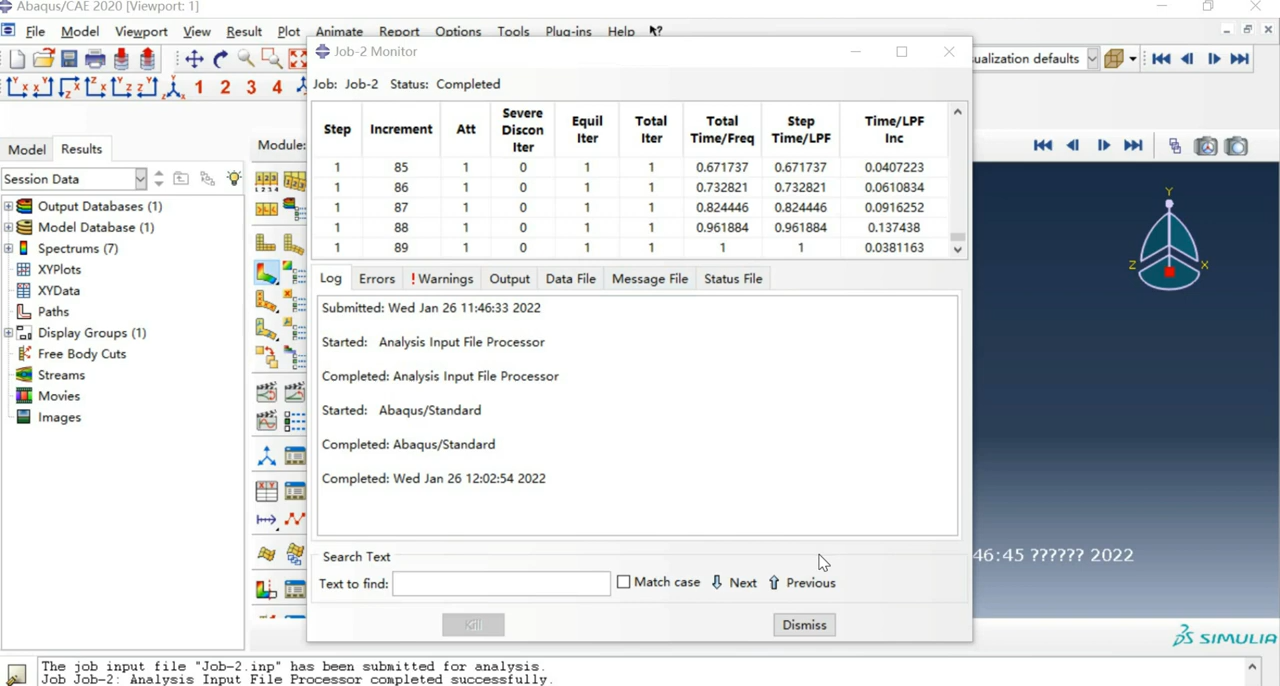 Abaqus/CAE 2020 [Viewport: 1]
File Model Viewport View Result Plot Animate Report Options Tools Plug-ins Help
Job-2 Monitor
ualization defaults
1 2 3 4
Job: Job-2 Status: Completed
Step Increment Att Severe Discon Iter Equil Iter Total Iter Total Time/Freq Step Time/LPF Time/LPF Inc
1 85 1 0 1 1 0.671737 0.671737 0.0407223
1 86 1 0 1 1 0.732821 0.732821 0.0610834
1 87 1 0 1 1 0.824446 0.824446 0.0916252
1 88 1 0 1 1 0.961884 0.961884 0.137438
1 89 1 0 1 1 1 1 0.0381163
Model Results
Module:
Session Data
Output Databases (1)
Model Database (1)
Spectrums (7)
XYPlots
XYData
Paths
Display Groups (1)
Free Body Cuts
Streams
Movies
Images
Log Errors !Warnings Output Data File Message File Status File
Submitted: Wed Jan 26 11:46:33 2022
Started: Analysis Input File Processor
Completed: Analysis Input File Processor
Started: Abaqus/Standard
Completed: Abaqus/Standard
Completed: Wed Jan 26 12:02:54 2022
Search Text
Text to find: Match case Next Previous
Kill Dismiss
Y
Z X
46:45 ?????? 2022
SIMULIA
The job input file "Job-2.inp" has been submitted for analysis.
Job Job-2: Analysis Input File Processor completed successfully.